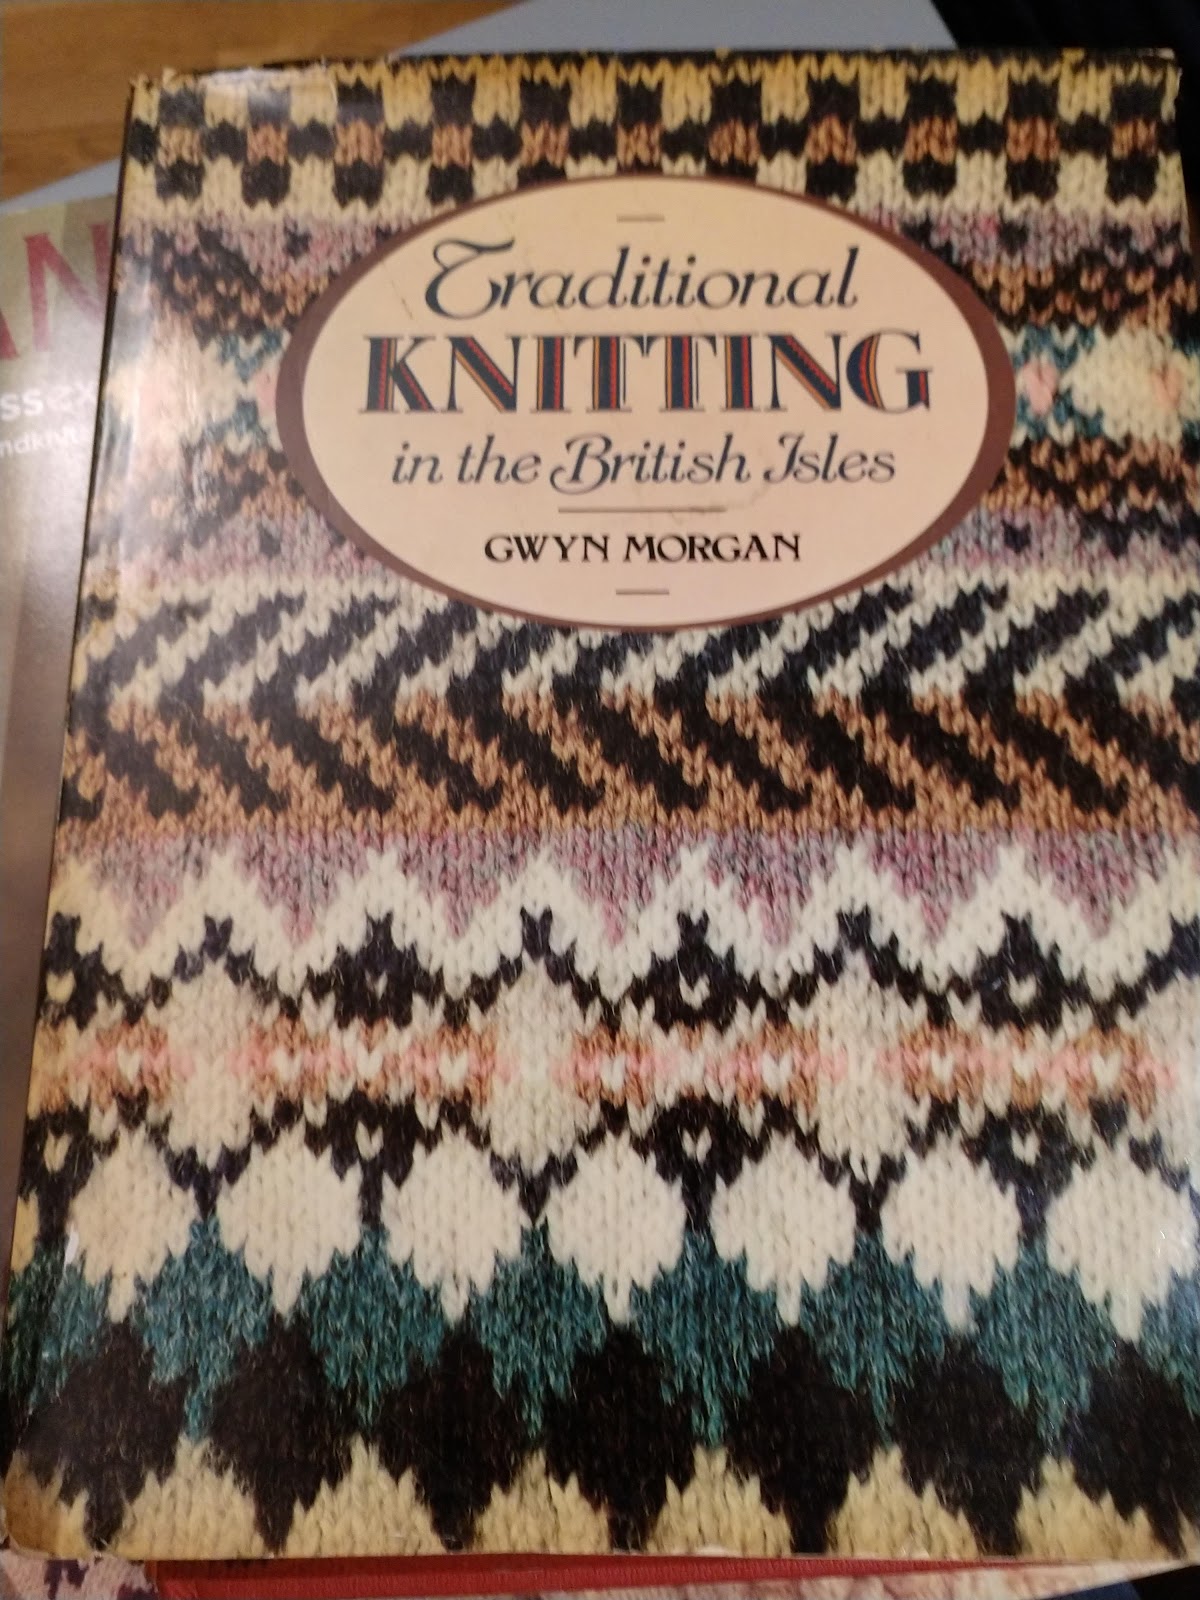 Traditional
KNITTING
in the British Isles
GWYN MORGAN